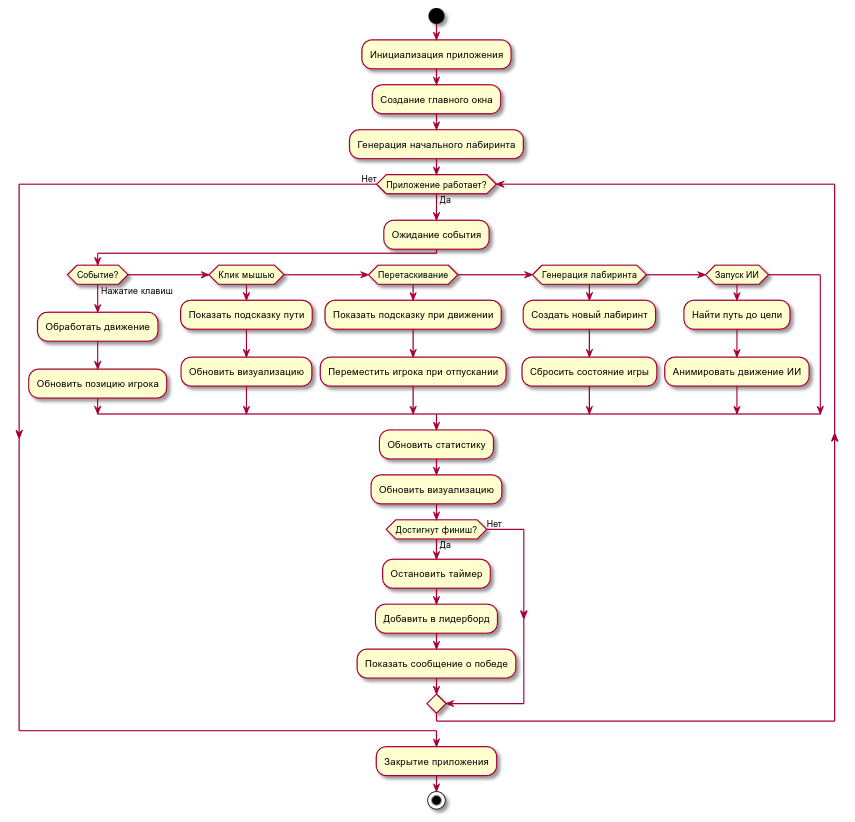 Инициализация приложения
Создание главного окна
Генерация начального лабиринта
Нет
Приложение работает?
Да
Ожидание события
Событие?
Клик мышью
Перетаскивание
Генерация лабиринта
Запуск ИИ
Нажатие клавиш
Показать подсказку пути
Показать подсказку при движении
Создать новый лабиринт
Найти путь до цели
Обработать движение
Обновить визуализацию
Переместить игрока при отпускании
Сбросить состояние игры
Анимировать движение ИИ
Обновить позицию игрока
Обновить статистику
Обновить визуализацию
Достигнут финиш?
Нет
Да
Остановить таймер
Добавить в лидерборд
Показать сообщение о победе
Закрытие приложения